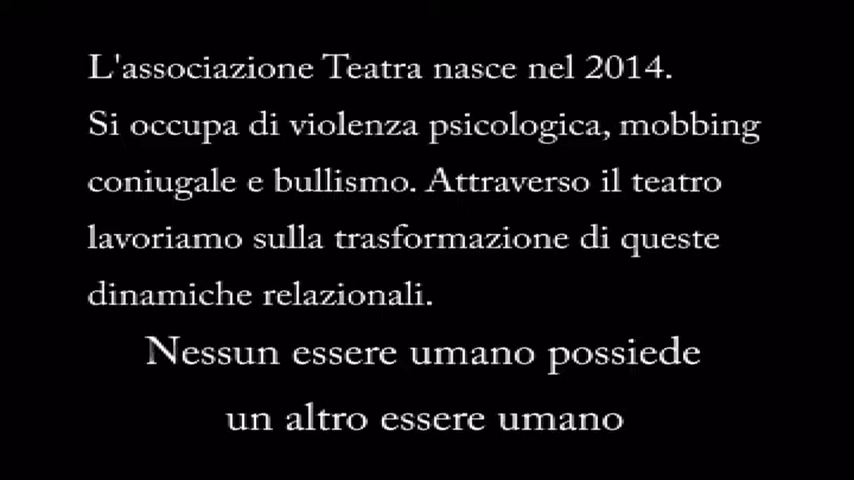 L'associazione Teatra nasce nel 2014.
Si occupa di violenza psicologica, mobbing
coniugale e bullismo. Attraverso il teatro
lavoriamo sulla trasformazione di queste
dinamiche relazionali.
Nessun essere umano possiede
un altro essere umano